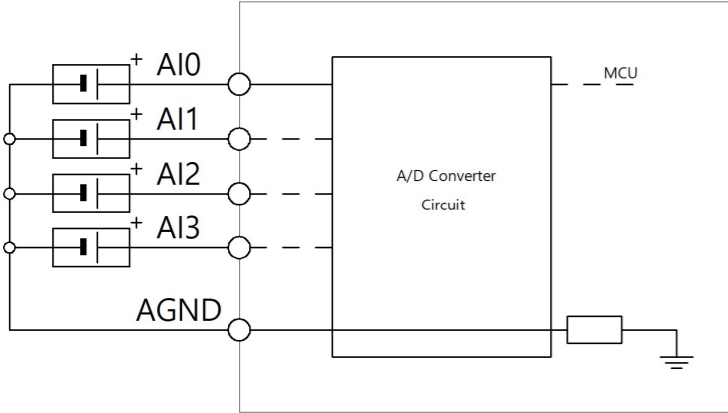 + AI0
MCU
+ AI1
+ AI2
A/D Converter
Circuit
+ AI3
AGND